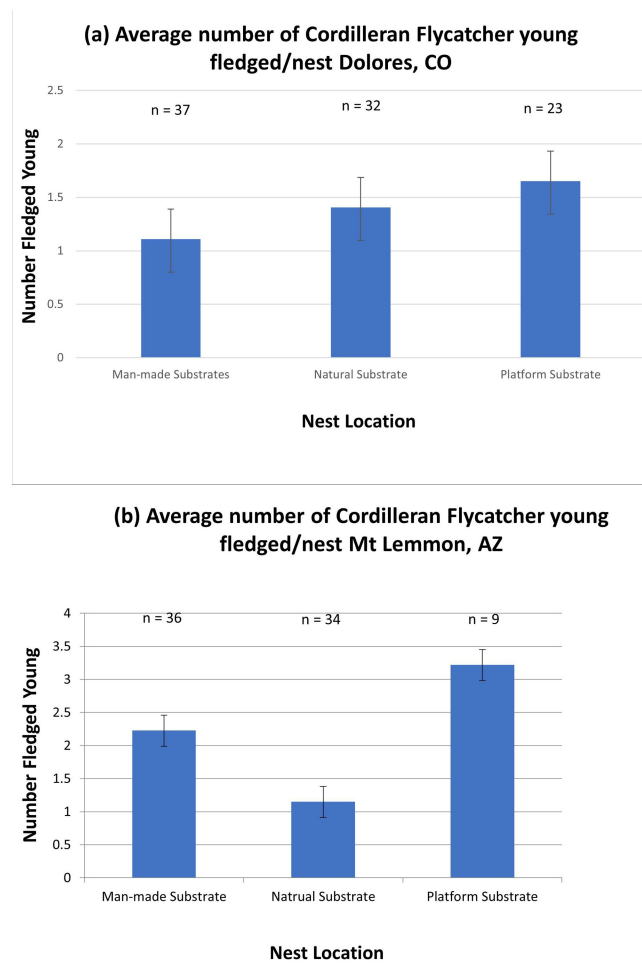 (a) Average number of Cordilleran Flycatcher young
fledged/nest Dolores, CO
Number Fledged Young
2.5
2
1.5
1
0.5
0
n = 37
n = 32
n = 23
Man-made Substrates
Natural Substrate
Platform Substrate
Nest Location
(b) Average number of Cordilleran Flycatcher young
fledged/nest Mt Lemmon, AZ
Number Fledged Young
4
3.5
3
2.5
2
1.5
1
0.5
0
n = 36
n = 34
n = 9
Man-made Substrate
Natrual Substrate
Platform Substrate
Nest Location